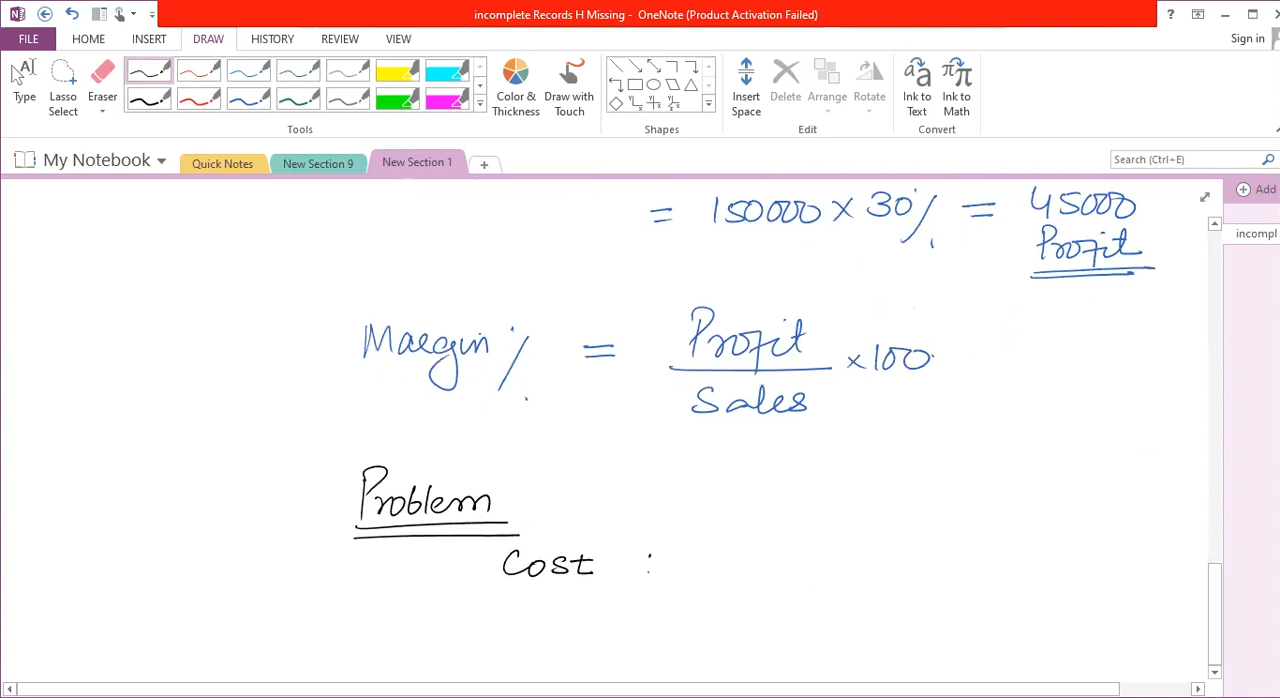 incomplete Records H Missing - OneNote (Product Activation Failed)
FILE HOME INSERT DRAW HISTORY REVIEW VIEW Sign in
Type Lasso Select Eraser Color & Thickness Draw with Touch Insert Space Delete Arrange Rotate Ink to Text Ink to Math
Tools Shapes Edit Convert
My Notebook Quick Notes New Section 9 New Section 1 + Search (Ctrl+E)
Add
incompl
= 150000 × 30% = 45000
Profit
Margin % = Profit / Sales × 100
Problem
Cost :